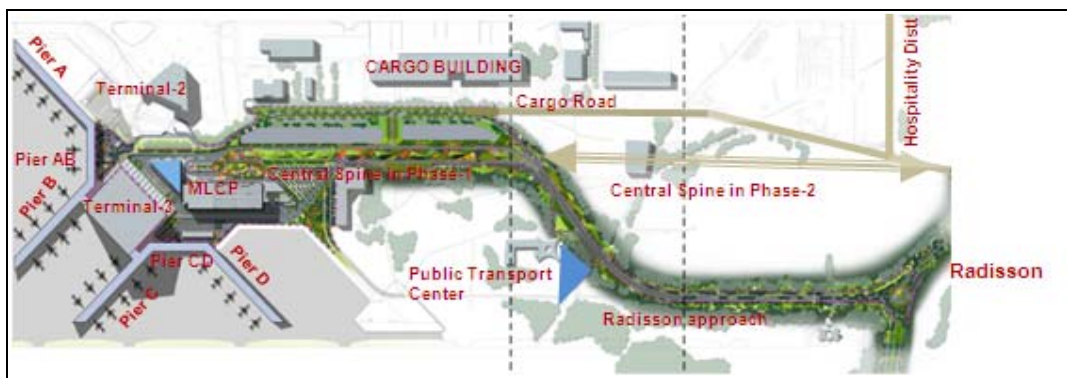 Pier A
Terminal-2
CARGO BUILDING
Cargo Road
Hospitality Distt
Pier AB
MLCP
Central Spine in Phase-1
Central Spine in Phase-2
Pier B
Terminal-3
Pier CD
Pier D
Pier C
Public Transport
Center
Radisson
Radisson approach